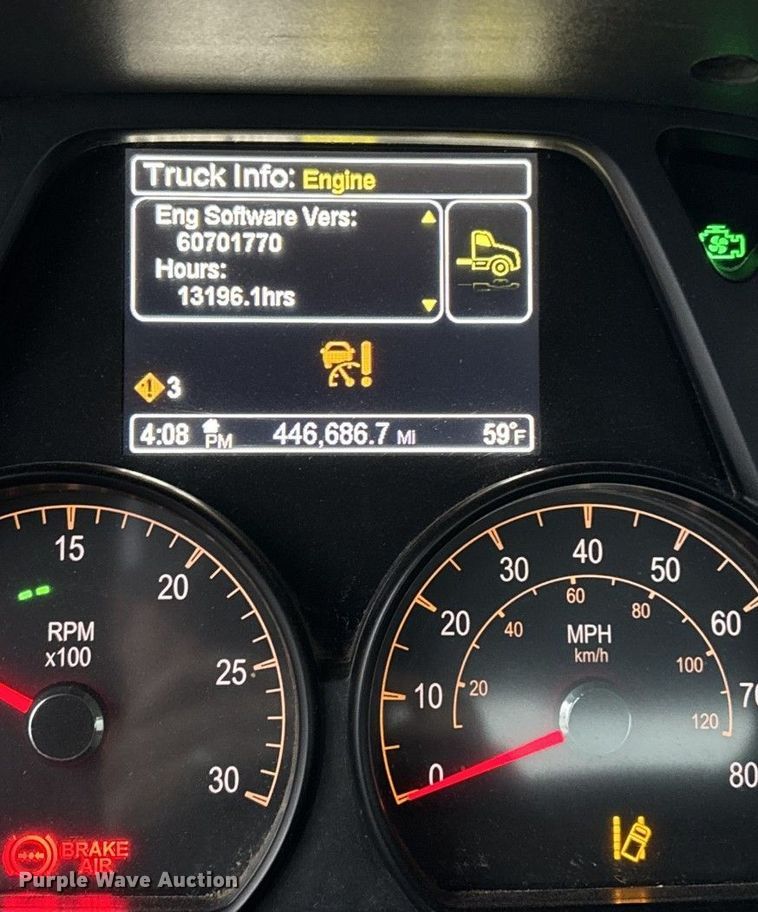 Truck Info: Engine
Eng Software Vers:
60701770
Hours:
13196.1hrs
3
4:08 PM 446,686.7 Mi 59°F
15
20
25
30
RPM
x100
BRAKE
AIR
0
10
20
30
40
50
60
80
MPH
km/h
20
40
60
80
100
120
Purple Wave Auction